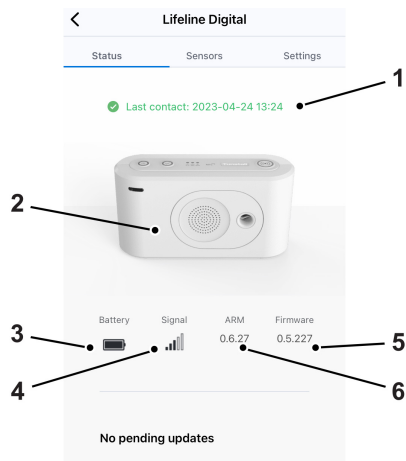 Lifeline Digital
Status Sensors Settings
1
Last contact: 2023-04-24 13:24
2
Battery Signal ARM Firmware
3 0.6.27 0.5.227 5
4 6
No pending updates